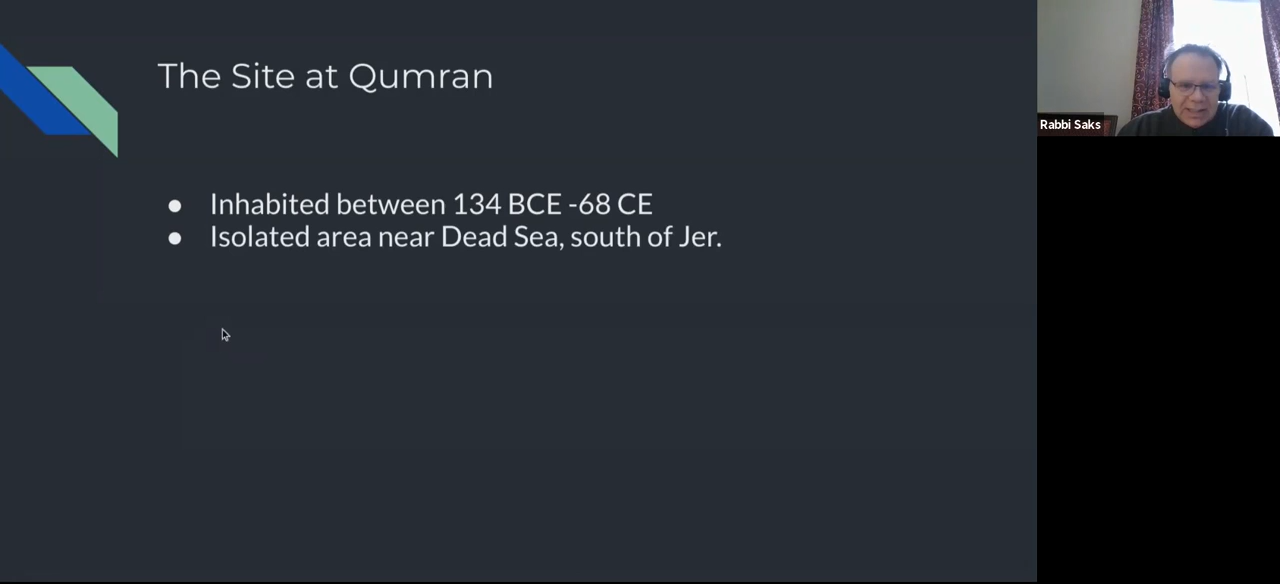 The Site at Qumran
● Inhabited between 134 BCE -68 CE
● Isolated area near Dead Sea, south of Jer.
Rabbi Saks